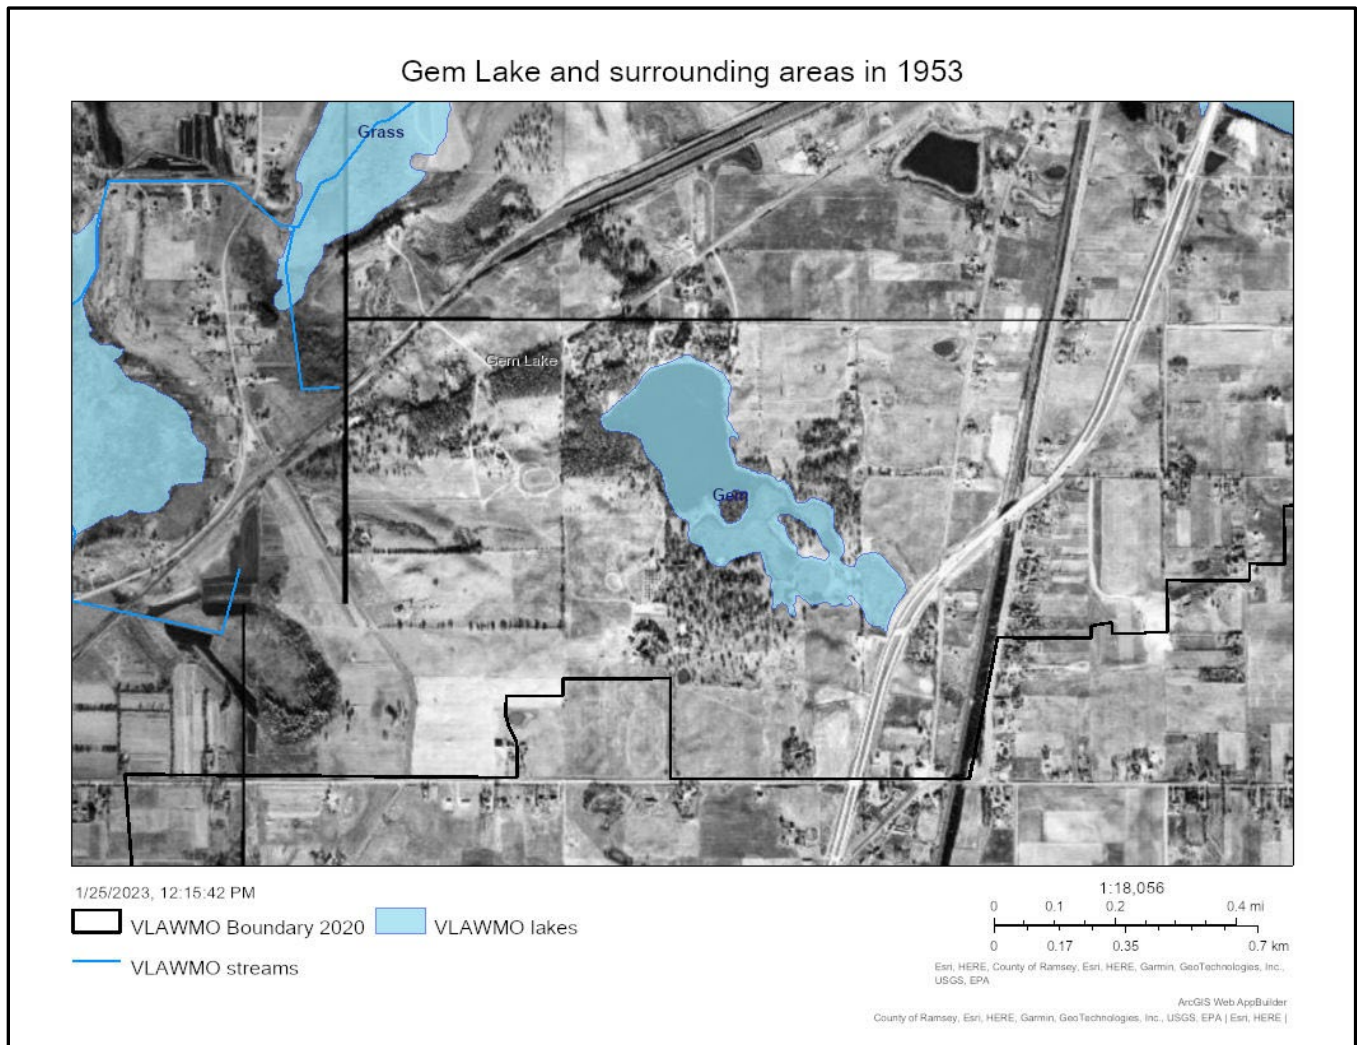 Gem Lake and surrounding areas in 1953
Grass
Gem Lake
Gem
1/25/2023, 12:15:42 PM
VLAWMO Boundary 2020
VLAWMO lakes
VLAWMO streams
1:18,056
0 0.1 0.2 0.4 mi
0 0.17 0.35 0.7 km
Esri, HERE, County of Ramsey, Esri, HERE, Garmin, GeoTechnologies, Inc.,
USGS, EPA
ArcGIS Web AppBuilder
County of Ramsey, Esri, HERE, Garmin, GeoTechnologies, Inc., USGS, EPA | Esri, HERE |